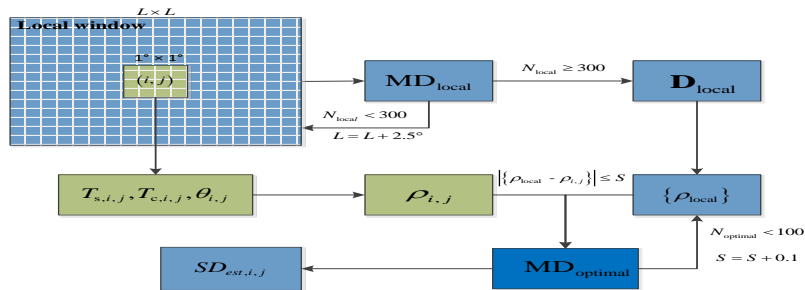 L × L
Local window
1° × 1°
(i, j)
MD_local
N_local ≥ 300
D_local
N_local < 300
L = L + 2.5°
T_s,i,j, T_c,i,j, θ_i,j
ρ_i,j
|{ρ_local - ρ_i,j}| ≤ S
{ρ_local}
N_optimal < 100
S = S + 0.1
SD_est,i,j
MD_optimal